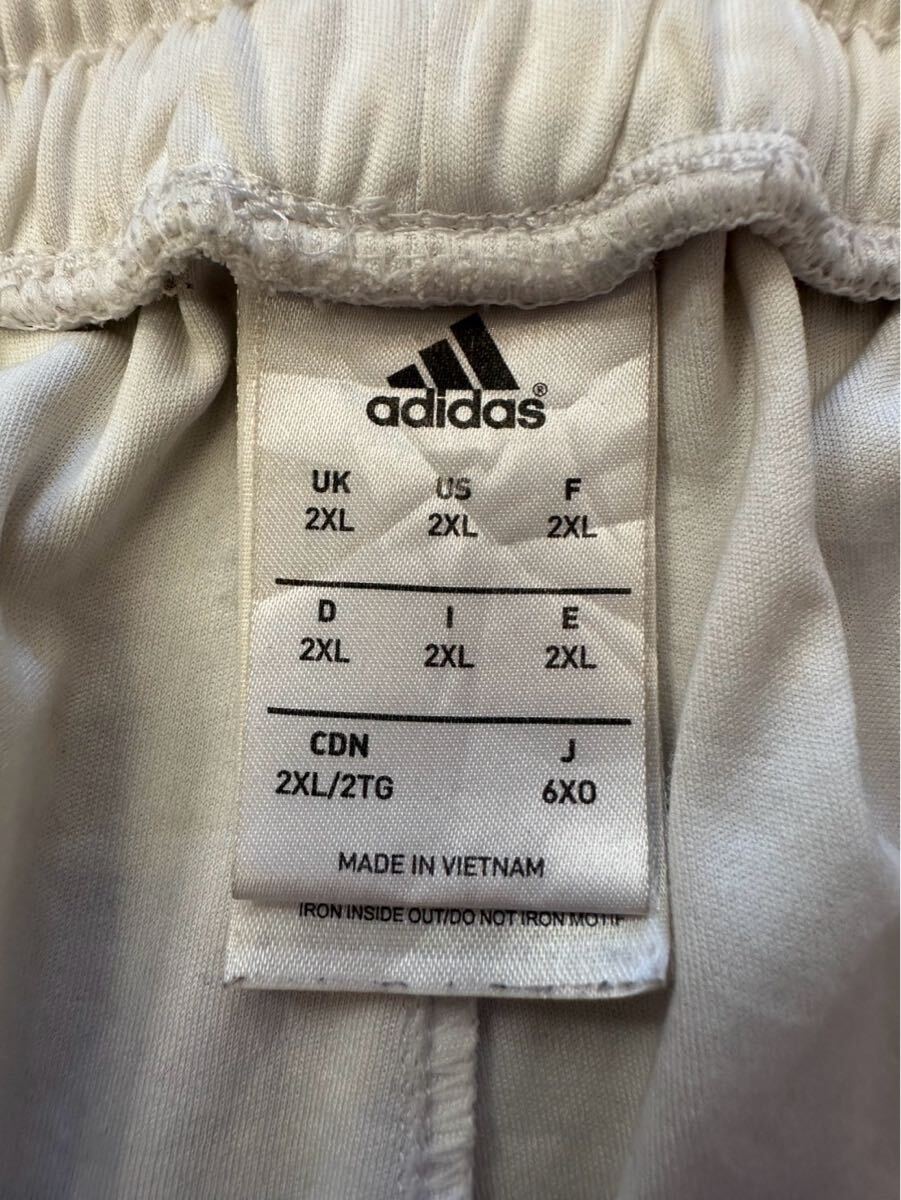 adidas®
UK US F
2XL 2XL 2XL
D I E
2XL 2XL 2XL
CDN J
2XL/2TG 6XO
MADE IN VIETNAM
IRON INSIDE OUT/DO NOT IRON MOTIF